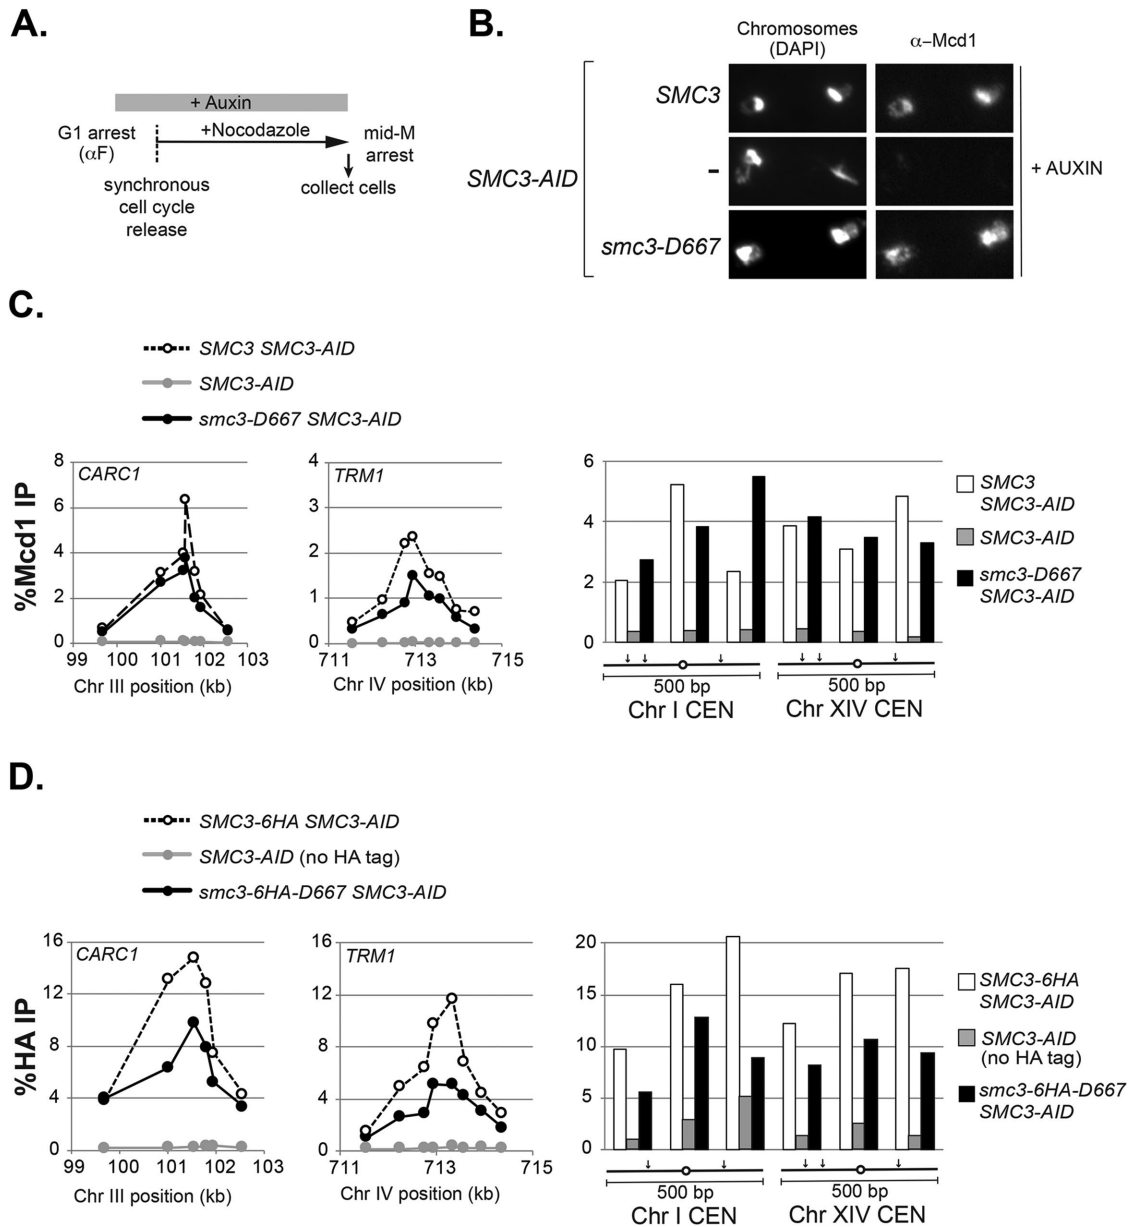 A.
+ Auxin
G1 arrest
(αF)
+Nocodazole
mid-M
arrest
synchronous
cell cycle
release
collect cells
B.
Chromosomes
(DAPI)
α–Mcd1
SMC3-AID
SMC3
-
smc3-D667
+ AUXIN
C.
SMC3 SMC3-AID
SMC3-AID
smc3-D667 SMC3-AID
%Mcd1 IP
CARC1
8
6
4
2
0
99
100
101
102
103
Chr III position (kb)
TRM1
4
3
2
1
0
711
713
715
Chr IV position (kb)
6
4
2
0
500 bp
500 bp
Chr I CEN
Chr XIV CEN
SMC3
SMC3-AID
SMC3-AID
smc3-D667
SMC3-AID
D.
SMC3-6HA SMC3-AID
SMC3-AID (no HA tag)
smc3-6HA-D667 SMC3-AID
%HA IP
CARC1
16
12
8
4
0
99
100
101
102
103
Chr III position (kb)
TRM1
16
12
8
4
0
711
713
715
Chr IV position (kb)
20
15
10
5
0
500 bp
500 bp
Chr I CEN
Chr XIV CEN
SMC3-6HA
SMC3-AID
SMC3-AID
(no HA tag)
smc3-6HA-D667
SMC3-AID